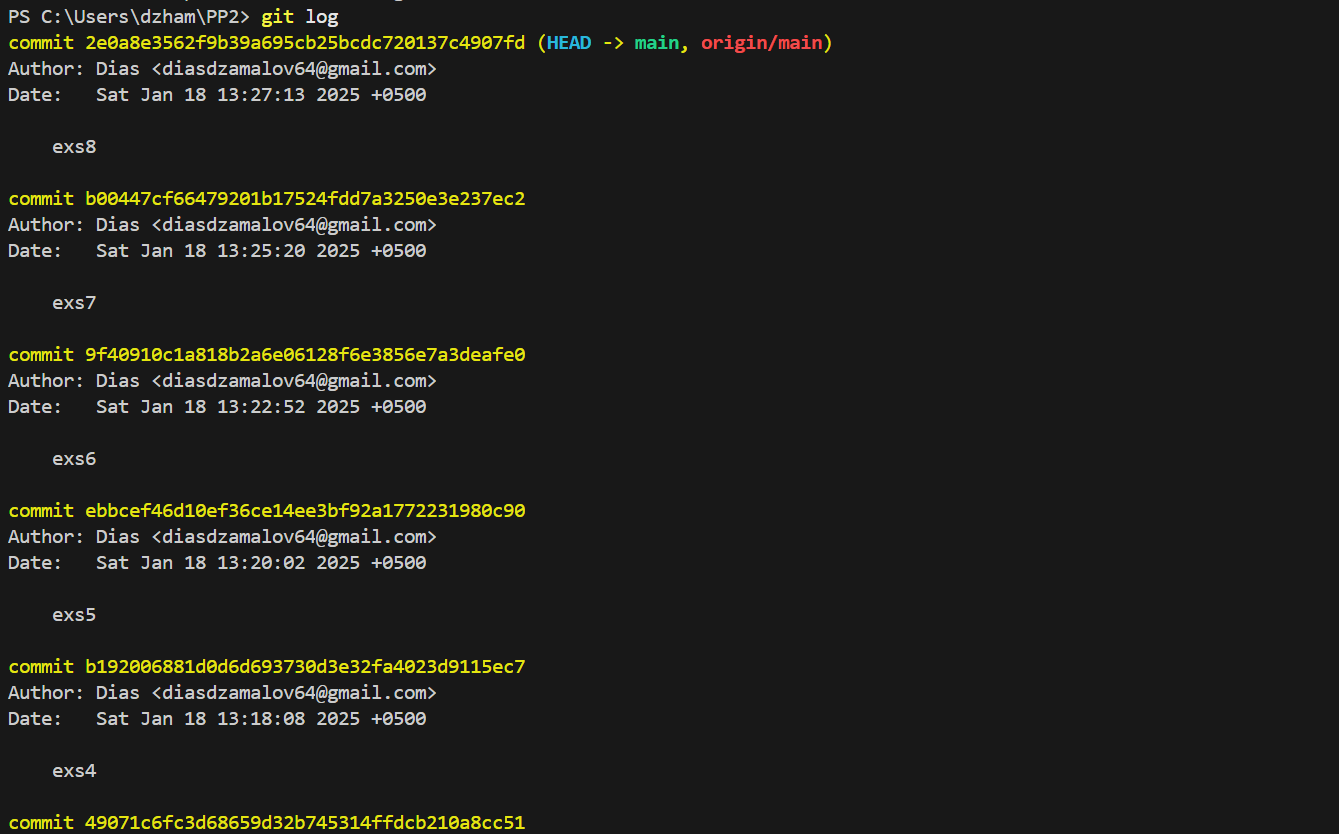 PS C:\Users\dzham\PP2> git log
commit 2e0a8e3562f9b39a695cb25bcdc720137c4907fd (HEAD -> main, origin/main)
Author: Dias <diasdzamalov64@gmail.com>
Date:   Sat Jan 18 13:27:13 2025 +0500
    exs8
commit b00447cf66479201b17524fdd7a3250e3e237ec2
Author: Dias <diasdzamalov64@gmail.com>
Date:   Sat Jan 18 13:25:20 2025 +0500
    exs7
commit 9f40910c1a818b2a6e06128f6e3856e7a3deafe0
Author: Dias <diasdzamalov64@gmail.com>
Date:   Sat Jan 18 13:22:52 2025 +0500
    exs6
commit ebbcef46d10ef36ce14ee3bf92a1772231980c90
Author: Dias <diasdzamalov64@gmail.com>
Date:   Sat Jan 18 13:20:02 2025 +0500
    exs5
commit b192006881d0d6d693730d3e32fa4023d9115ec7
Author: Dias <diasdzamalov64@gmail.com>
Date:   Sat Jan 18 13:18:08 2025 +0500
    exs4
commit 49071c6fc3d68659d32b745314ffdcb210a8cc51